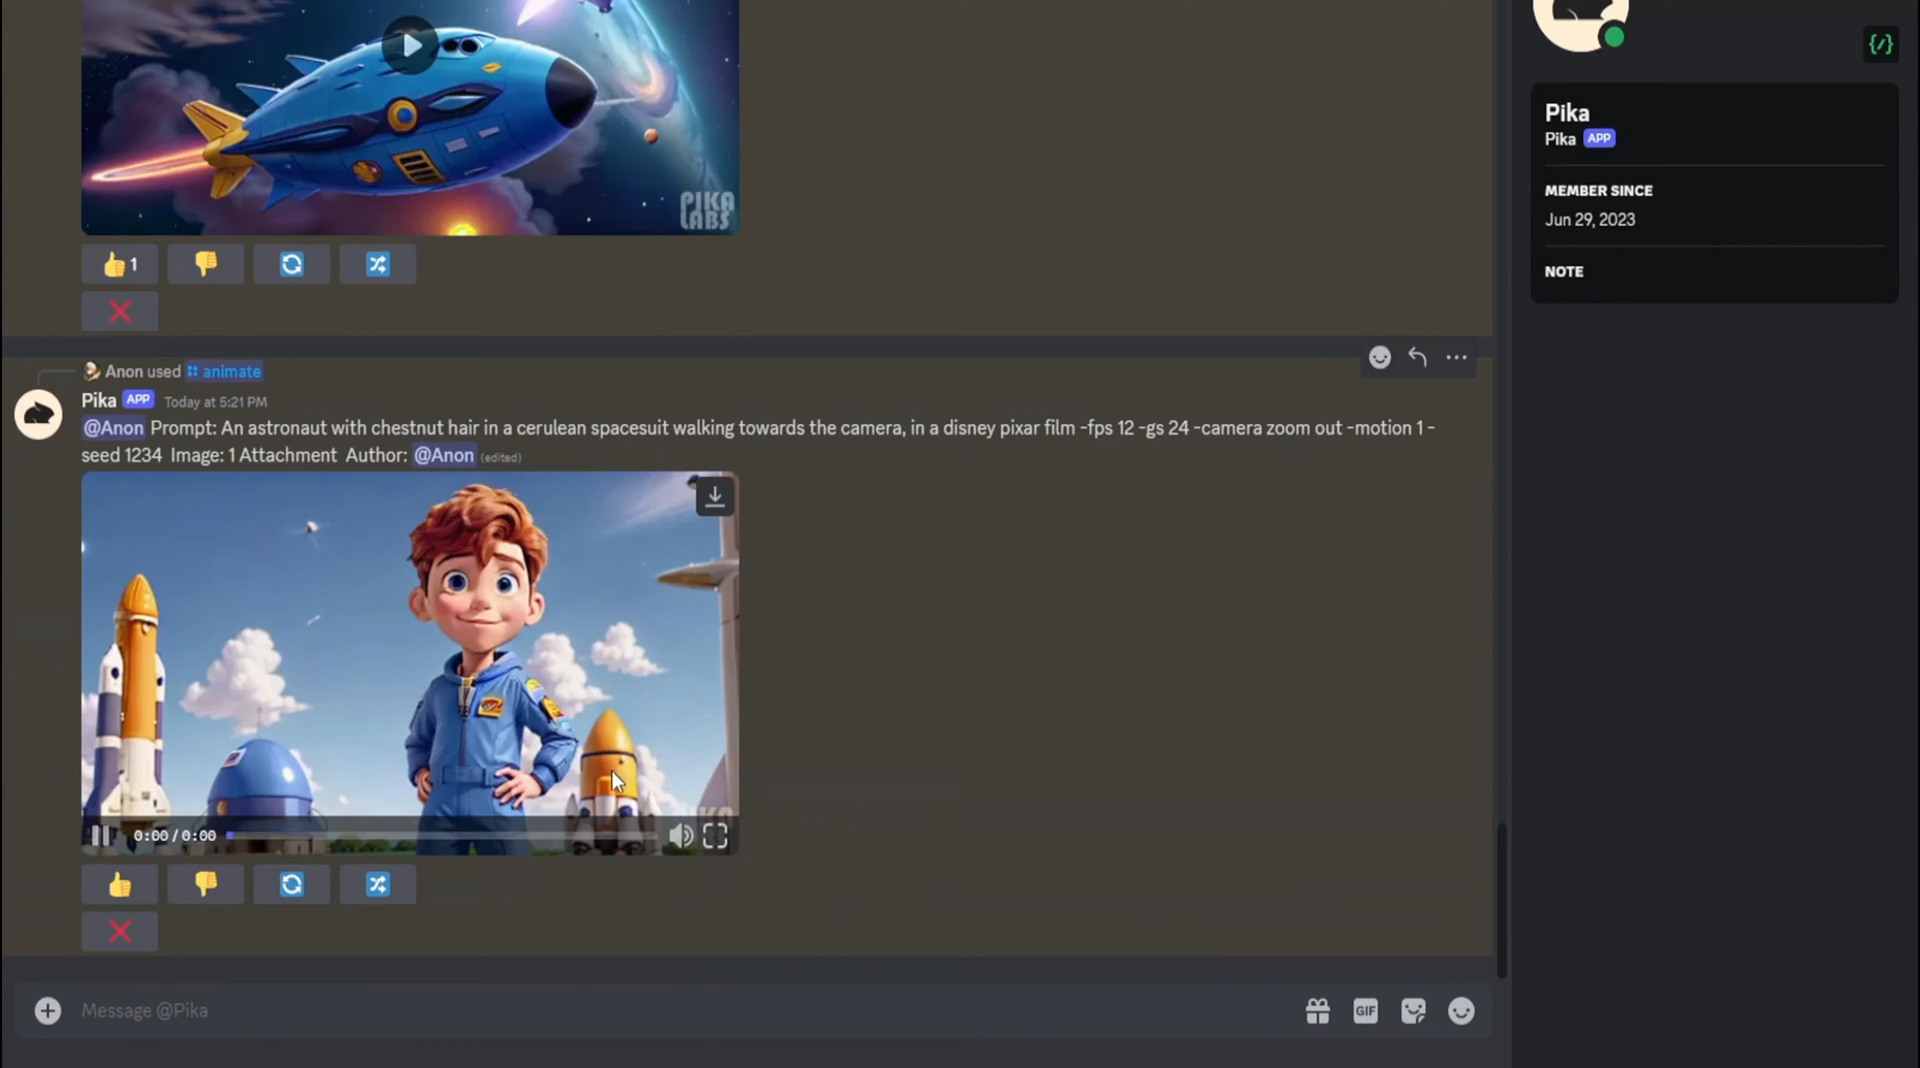 PIKA
LABS
1
Anon used animate
Pika APP Today at 5:21 PM
@Anon Prompt: An astronaut with chestnut hair in a cerulean spacesuit walking towards the camera, in a disney pixar film -fps 12 -gs 24 -camera zoom out -motion 1 -
seed 1234 Image: 1 Attachment Author: @Anon (edited)
0:00 / 0:00
Message @Pika
GIF
Pika
Pika APP
MEMBER SINCE
Jun 29, 2023
NOTE